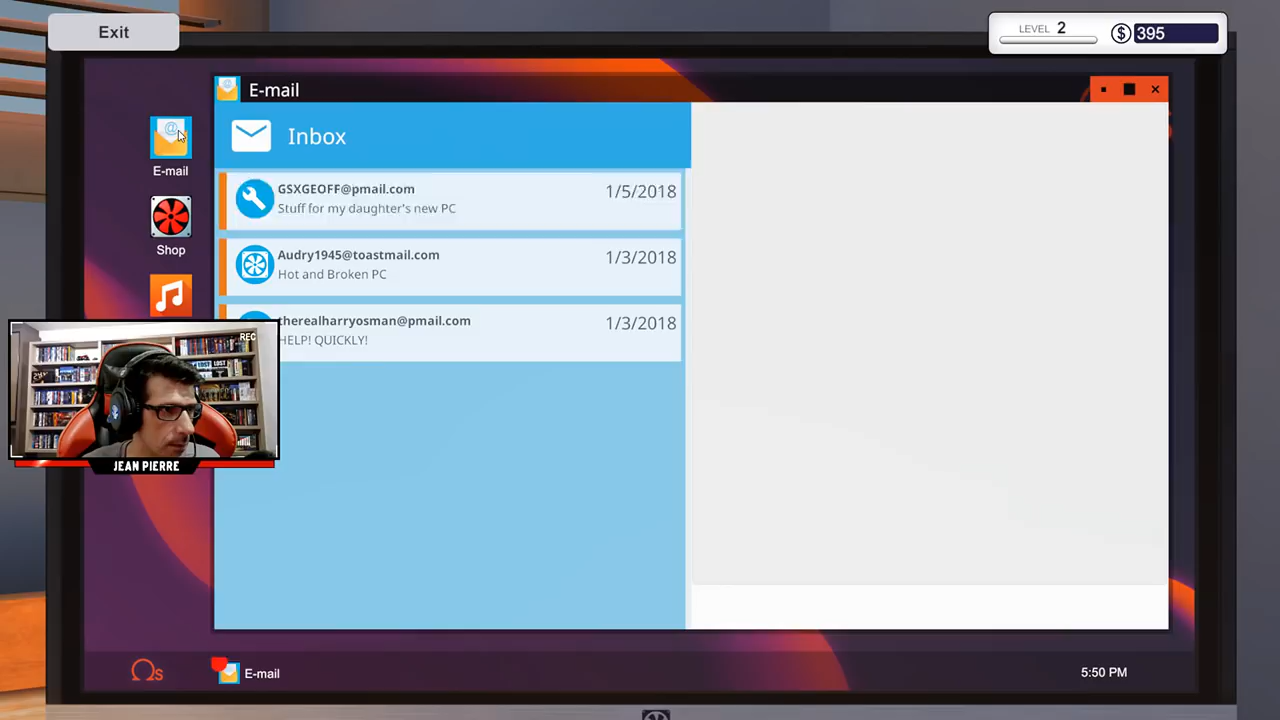 Exit
LEVEL 2
$ 395
E-mail
E-mail
Shop
Inbox
GSXGEOFF@pmail.com
1/5/2018
Stuff for my daughter's new PC
Audry1945@toastmail.com
1/3/2018
Hot and Broken PC
therealharryosman@pmail.com
1/3/2018
HELP! QUICKLY!
REC
JEAN PIERRE
Ωs
E-mail
5:50 PM